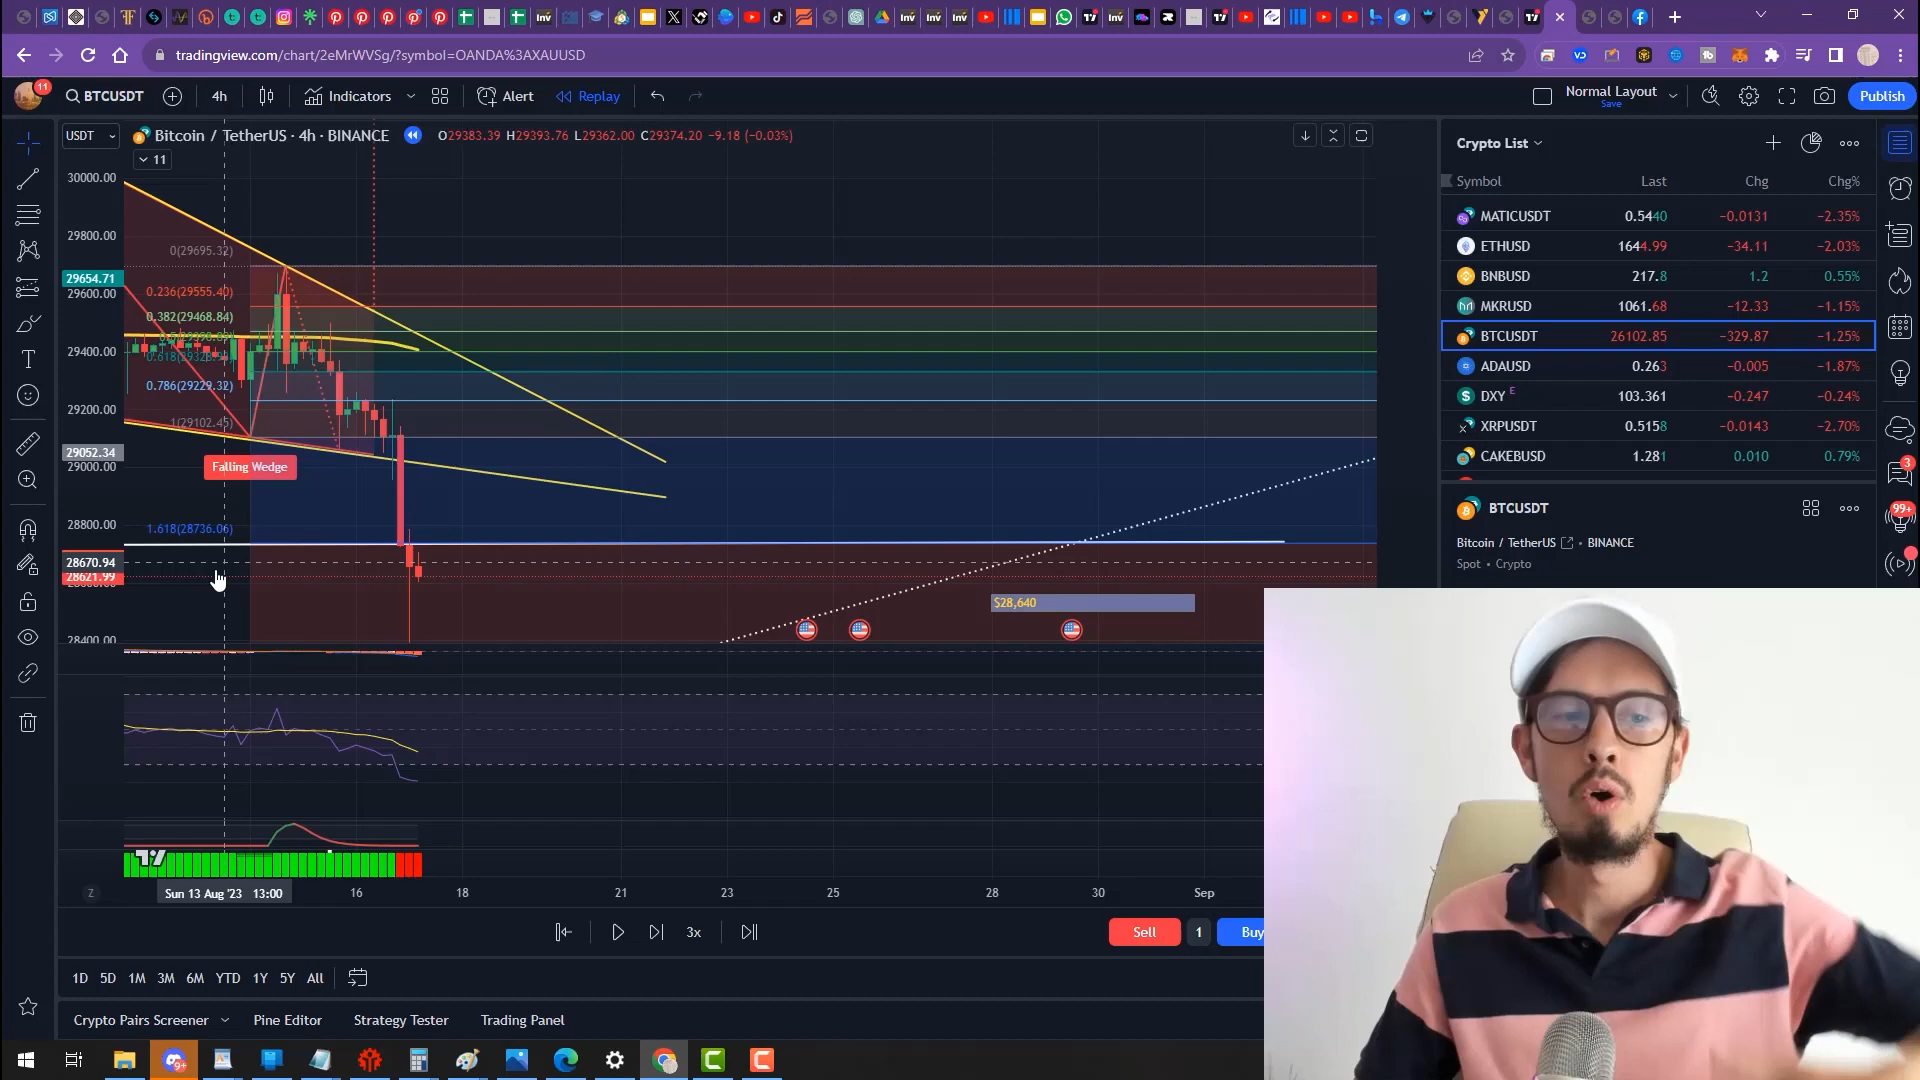 tradingview.com/chart/2eMrWVSg/?symbol=OANDA%3AXAUUSD
11
BTCUSDT
4h
Indicators
Alert
Replay
Normal Layout
Save
Publish
USDT
Bitcoin / TetherUS · 4h · BINANCE
O29383.39 H29393.76 L29362.00 C29374.20 −9.18 (−0.03%)
11
30000.00
29800.00
29654.71
29600.00
29400.00
29200.00
29052.34
29000.00
28800.00
28670.94
28621.99
28400.00
0(29695.32)
0.236(29555.40)
0.382(29468.84)
0.786(29229.32)
1(29102.45)
Falling Wedge
1.618(28736.06)
$28,640
Z
Sun 13 Aug '23 13:00
16
18
21
23
25
28
30
Sep
3x
Sell
1
Buy
1D
5D
1M
3M
6M
YTD
1Y
5Y
All
Crypto Pairs Screener
Pine Editor
Strategy Tester
Trading Panel
Crypto List
Symbol Last Chg Chg%
MATICUSDT 0.5440 −0.0131 −2.35%
ETHUSD 1644.99 −34.11 −2.03%
BNBUSD 217.8 1.2 0.55%
MKRUSD 1061.68 −12.33 −1.15%
BTCUSDT 26102.85 −329.87 −1.25%
ADAUSD 0.263 −0.005 −1.87%
DXY E 103.361 −0.247 −0.24%
XRPUSDT 0.5158 −0.0143 −2.70%
CAKEBUSD 1.281 0.010 0.79%
BTCUSDT
Bitcoin / TetherUS • BINANCE
Spot • Crypto
3
99+